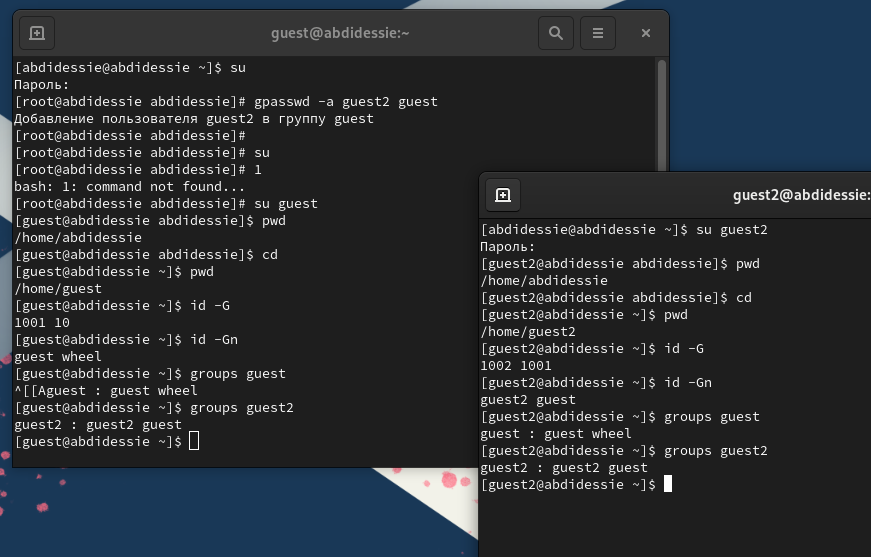 guest@abdidessie:~
[abdidessie@abdidessie ~]$ su
Пароль:
[root@abdidessie abdidessie]# gpasswd -a guest2 guest
Добавление пользователя guest2 в группу guest
[root@abdidessie abdidessie]#
[root@abdidessie abdidessie]# su
[root@abdidessie abdidessie]# 1
bash: 1: command not found...
[root@abdidessie abdidessie]# su guest
[guest@abdidessie abdidessie]$ pwd
/home/abdidessie
[guest@abdidessie abdidessie]$ cd
[guest@abdidessie ~]$ pwd
/home/guest
[guest@abdidessie ~]$ id -G
1001 10
[guest@abdidessie ~]$ id -Gn
guest wheel
[guest@abdidessie ~]$ groups guest
^[[Aguest : guest wheel
[guest@abdidessie ~]$ groups guest2
guest2 : guest2 guest
[guest@abdidessie ~]$
guest2@abdidessie:
[abdidessie@abdidessie ~]$ su guest2
Пароль:
[guest2@abdidessie abdidessie]$ pwd
/home/abdidessie
[guest2@abdidessie abdidessie]$ cd
[guest2@abdidessie ~]$ pwd
/home/guest2
[guest2@abdidessie ~]$ id -G
1002 1001
[guest2@abdidessie ~]$ id -Gn
guest2 guest
[guest2@abdidessie ~]$ groups guest
guest : guest wheel
[guest2@abdidessie ~]$ groups guest2
guest2 : guest2 guest
[guest2@abdidessie ~]$